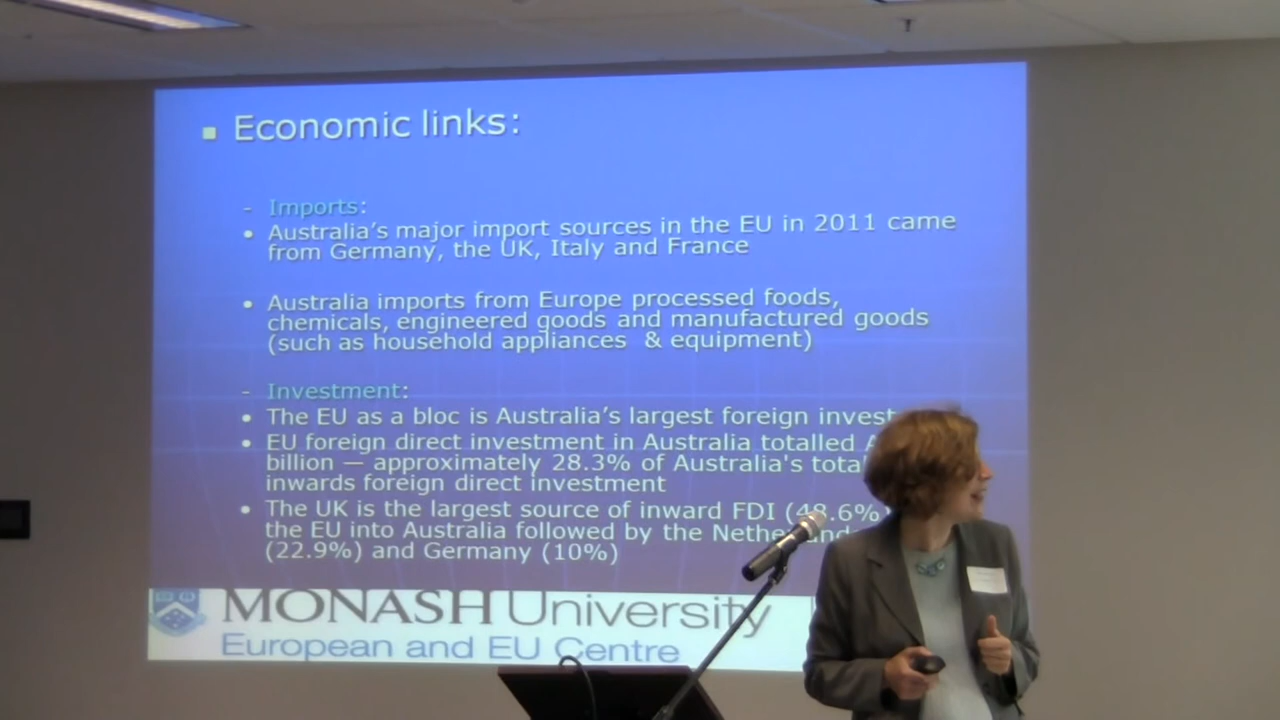 Economic links:
- Imports:
• Australia's major import sources in the EU in 2011 came
from Germany, the UK, Italy and France
• Australia imports from Europe processed foods,
chemicals, engineered goods and manufactured goods
(such as household appliances & equipment)
- Investment:
• The EU as a bloc is Australia's largest foreign
• EU foreign direct investment in Australia totalled
billion — approximately 28.3% of Australia's total
inwards foreign direct investment
• The UK is the largest source of inward FDI (48.6%
the EU into Australia followed by the
(22.9%) and Germany (10%)
MONASH University
European and EU Centre